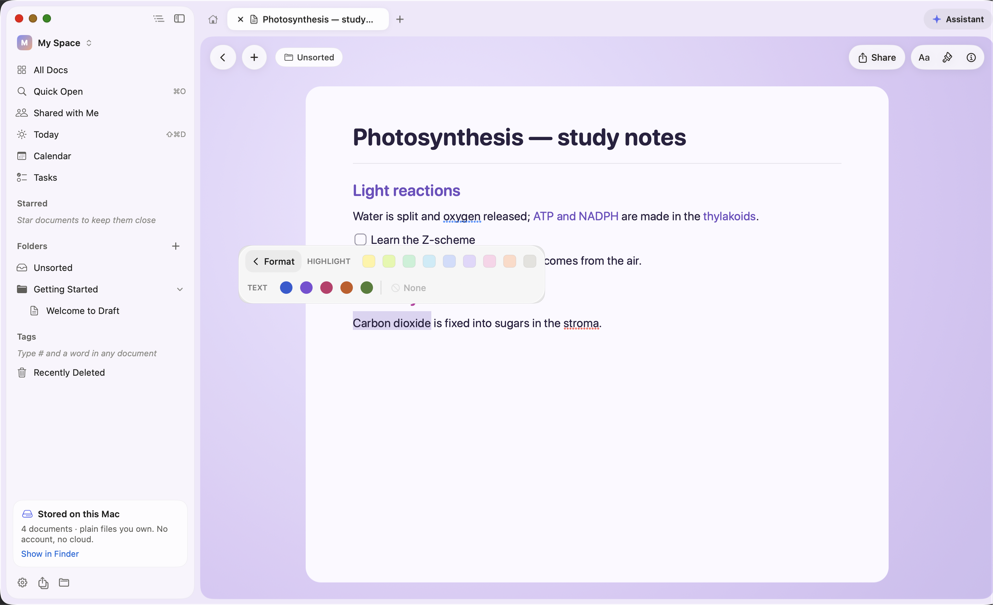 Photosynthesis — study...
Assistant
M My Space
All Docs
Quick Open ⌘O
Shared with Me
Today ⇧⌘D
Calendar
Tasks
Starred
Star documents to keep them close
Folders
Unsorted
Getting Started
Welcome to Draft
Tags
Type # and a word in any document
Recently Deleted
Stored on this Mac
4 documents · plain files you own. No
account, no cloud.
Show in Finder
Unsorted
Share
Aa
Photosynthesis — study notes
Light reactions
Water is split and oxygen released; ATP and NADPH are made in the thylakoids.
Learn the Z-scheme
comes from the air.
Format HIGHLIGHT
TEXT None
Carbon dioxide is fixed into sugars in the stroma.